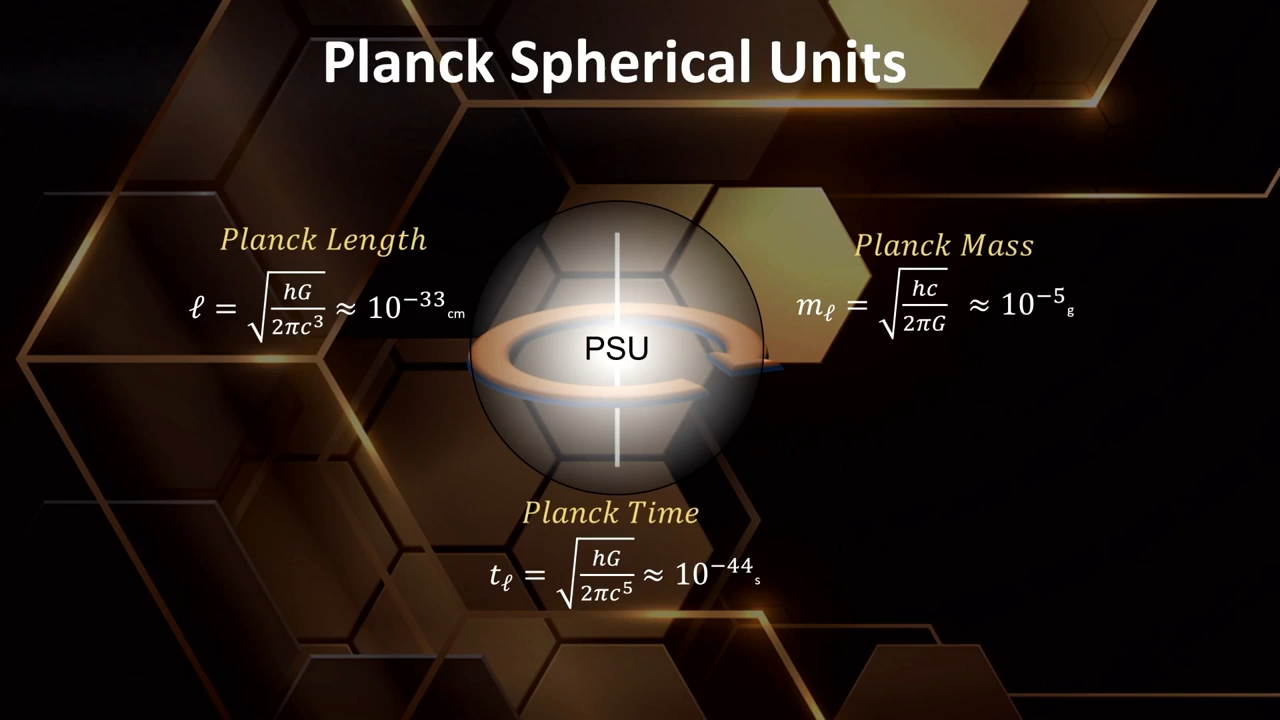 Planck Spherical Units
Planck Length
ℓ = √(hG/2πc³) ≈ 10⁻³³ cm
Planck Mass
m_ℓ = √(hc/2πG) ≈ 10⁻⁵ g
PSU
Planck Time
t_ℓ = √(hG/2πc⁵) ≈ 10⁻⁴⁴ s